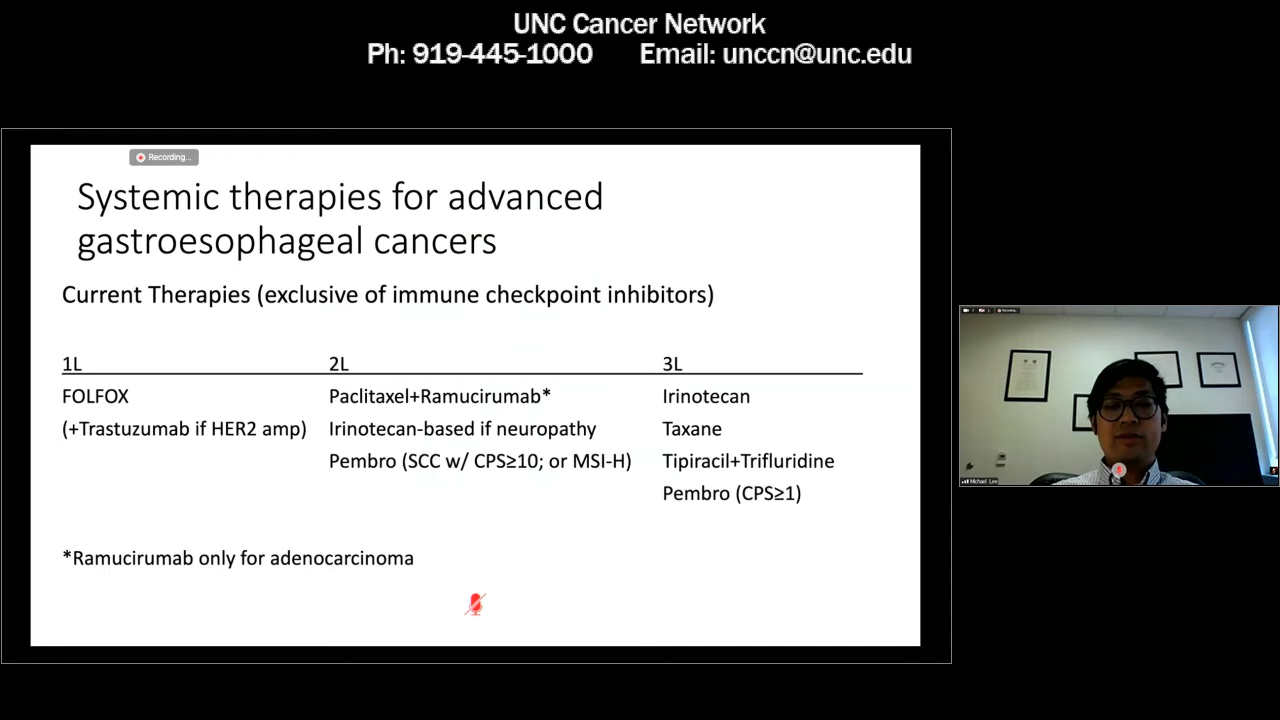 UNC Cancer Network
Ph: 919-445-1000 Email: unccn@unc.edu
Recording...
Systemic therapies for advanced
gastroesophageal cancers
Current Therapies (exclusive of immune checkpoint inhibitors)
1L 2L 3L
FOLFOX Paclitaxel+Ramucirumab* Irinotecan
(+Trastuzumab if HER2 amp) Irinotecan-based if neuropathy Taxane
Pembro (SCC w/ CPS≥10; or MSI-H) Tipiracil+Trifluridine
Pembro (CPS≥1)
*Ramucirumab only for adenocarcinoma
Recording...
Michael Lee